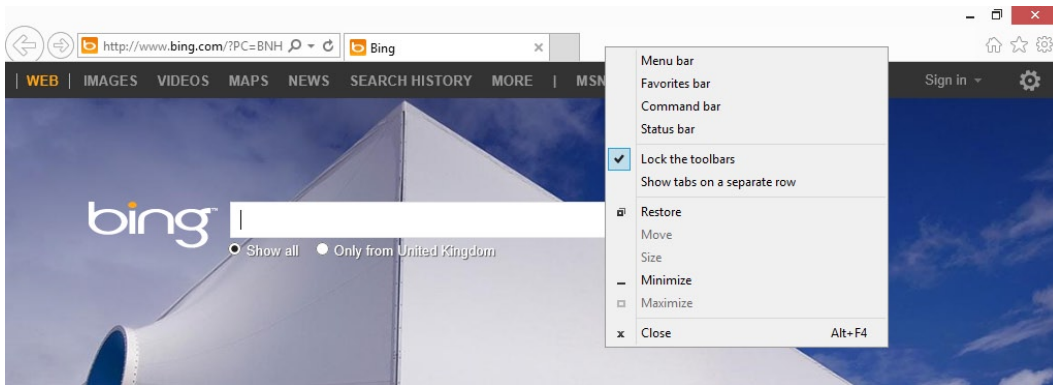 http://www.bing.com/?PC=BNH
Bing
WEB | IMAGES VIDEOS MAPS NEWS SEARCH HISTORY MORE | MSN
Sign in
Menu bar
Favorites bar
Command bar
Status bar
Lock the toolbars
Show tabs on a separate row
Restore
Move
Size
Minimize
Maximize
Close Alt+F4
bing™
Show all Only from United Kingdom